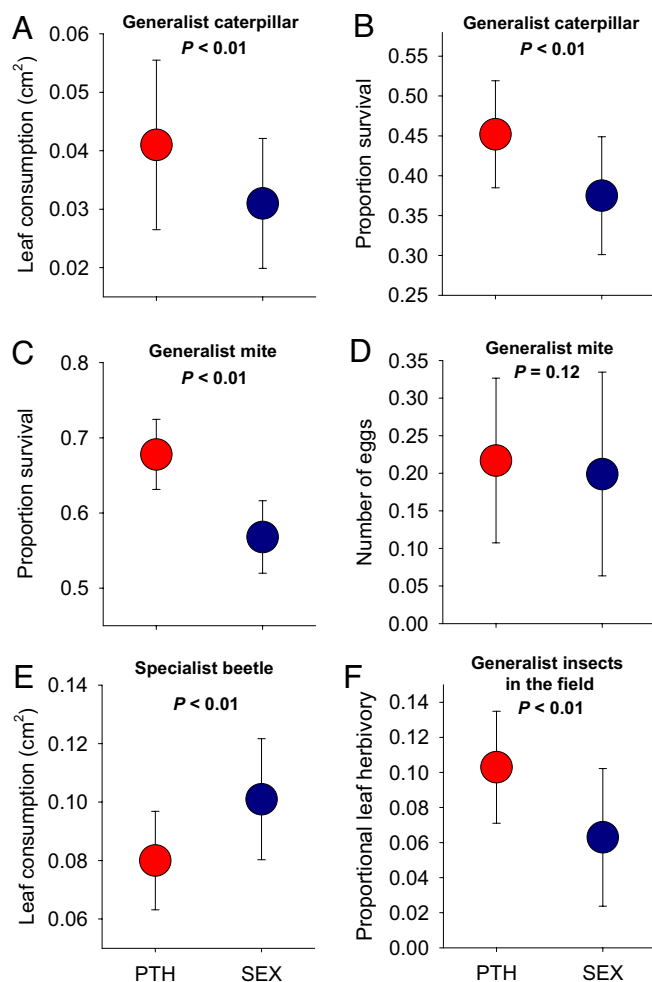 A
Generalist caterpillar
P < 0.01
Leaf consumption (cm²)
0.06
0.05
0.04
0.03
0.02
B
Generalist caterpillar
P < 0.01
Proportion survival
0.55
0.50
0.45
0.40
0.35
0.30
0.25
C
Generalist mite
P < 0.01
Proportion survival
0.8
0.7
0.6
0.5
D
Generalist mite
P = 0.12
Number of eggs
0.35
0.30
0.25
0.20
0.15
0.10
0.05
0.00
E
Specialist beetle
P < 0.01
Leaf consumption (cm²)
0.14
0.12
0.10
0.08
0.06
PTH
SEX
F
Generalist insects
in the field
P < 0.01
Proportional leaf herbivory
0.14
0.12
0.10
0.08
0.06
0.04
0.02
0.00
PTH
SEX